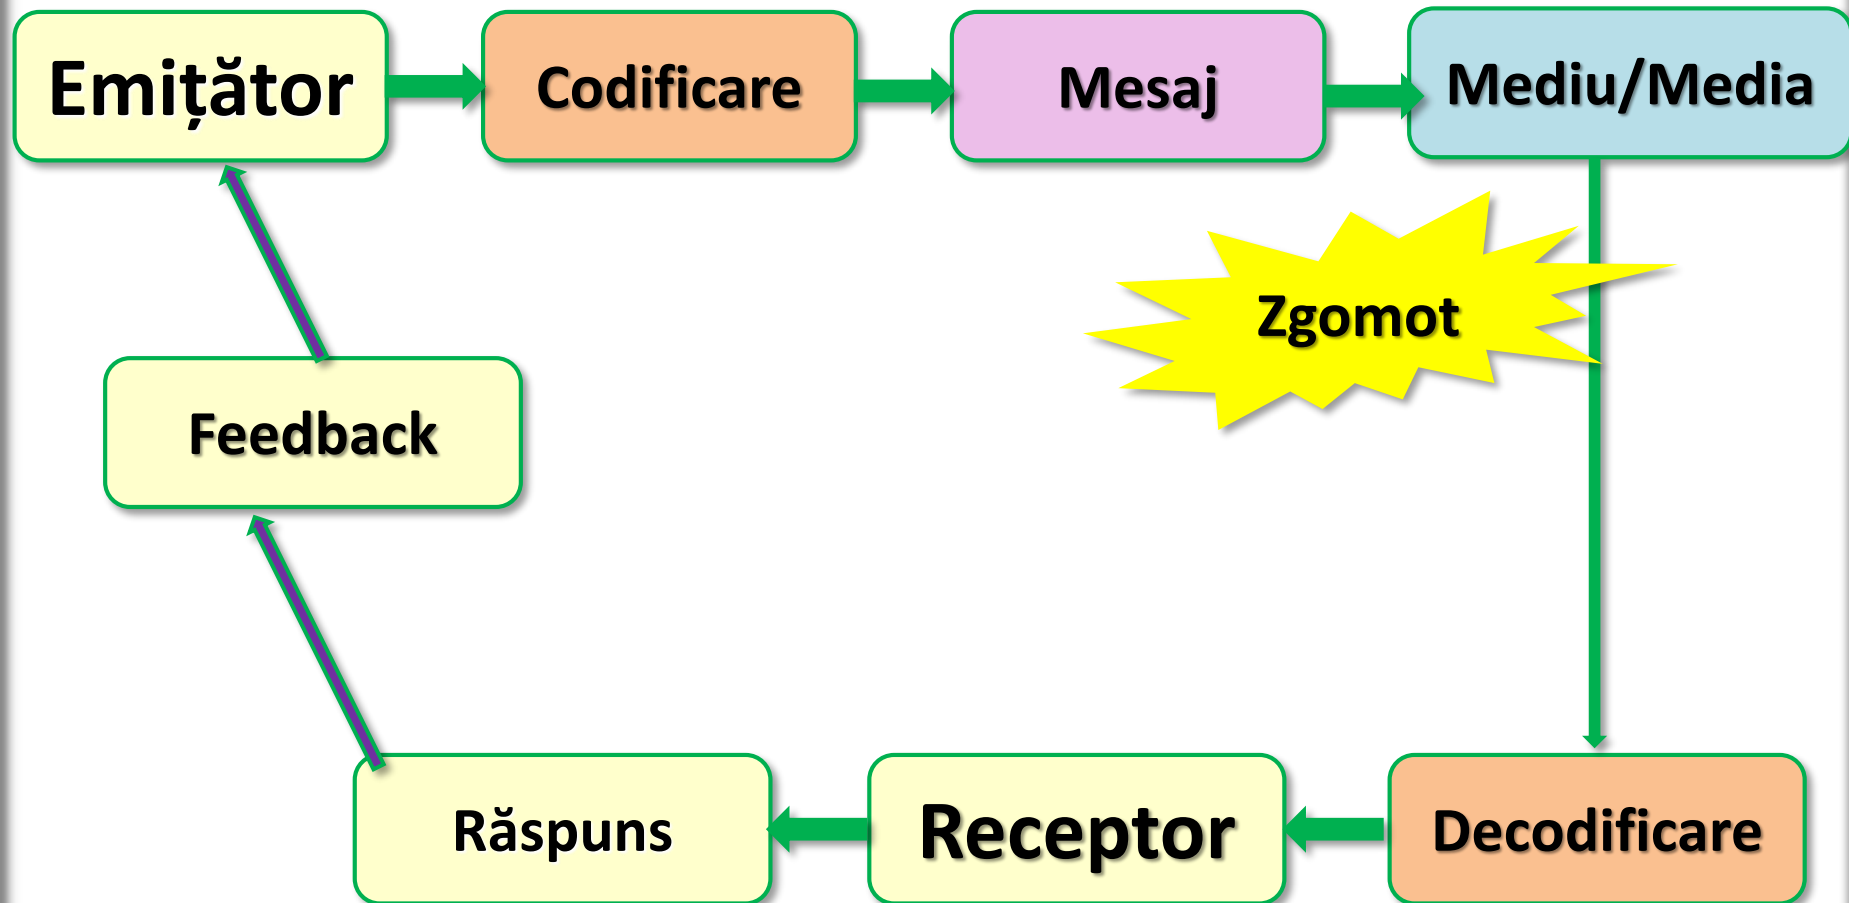 Emițător
Codificare
Mesaj
Mediu/Media
Zgomot
Feedback
Răspuns
Receptor
Decodificare